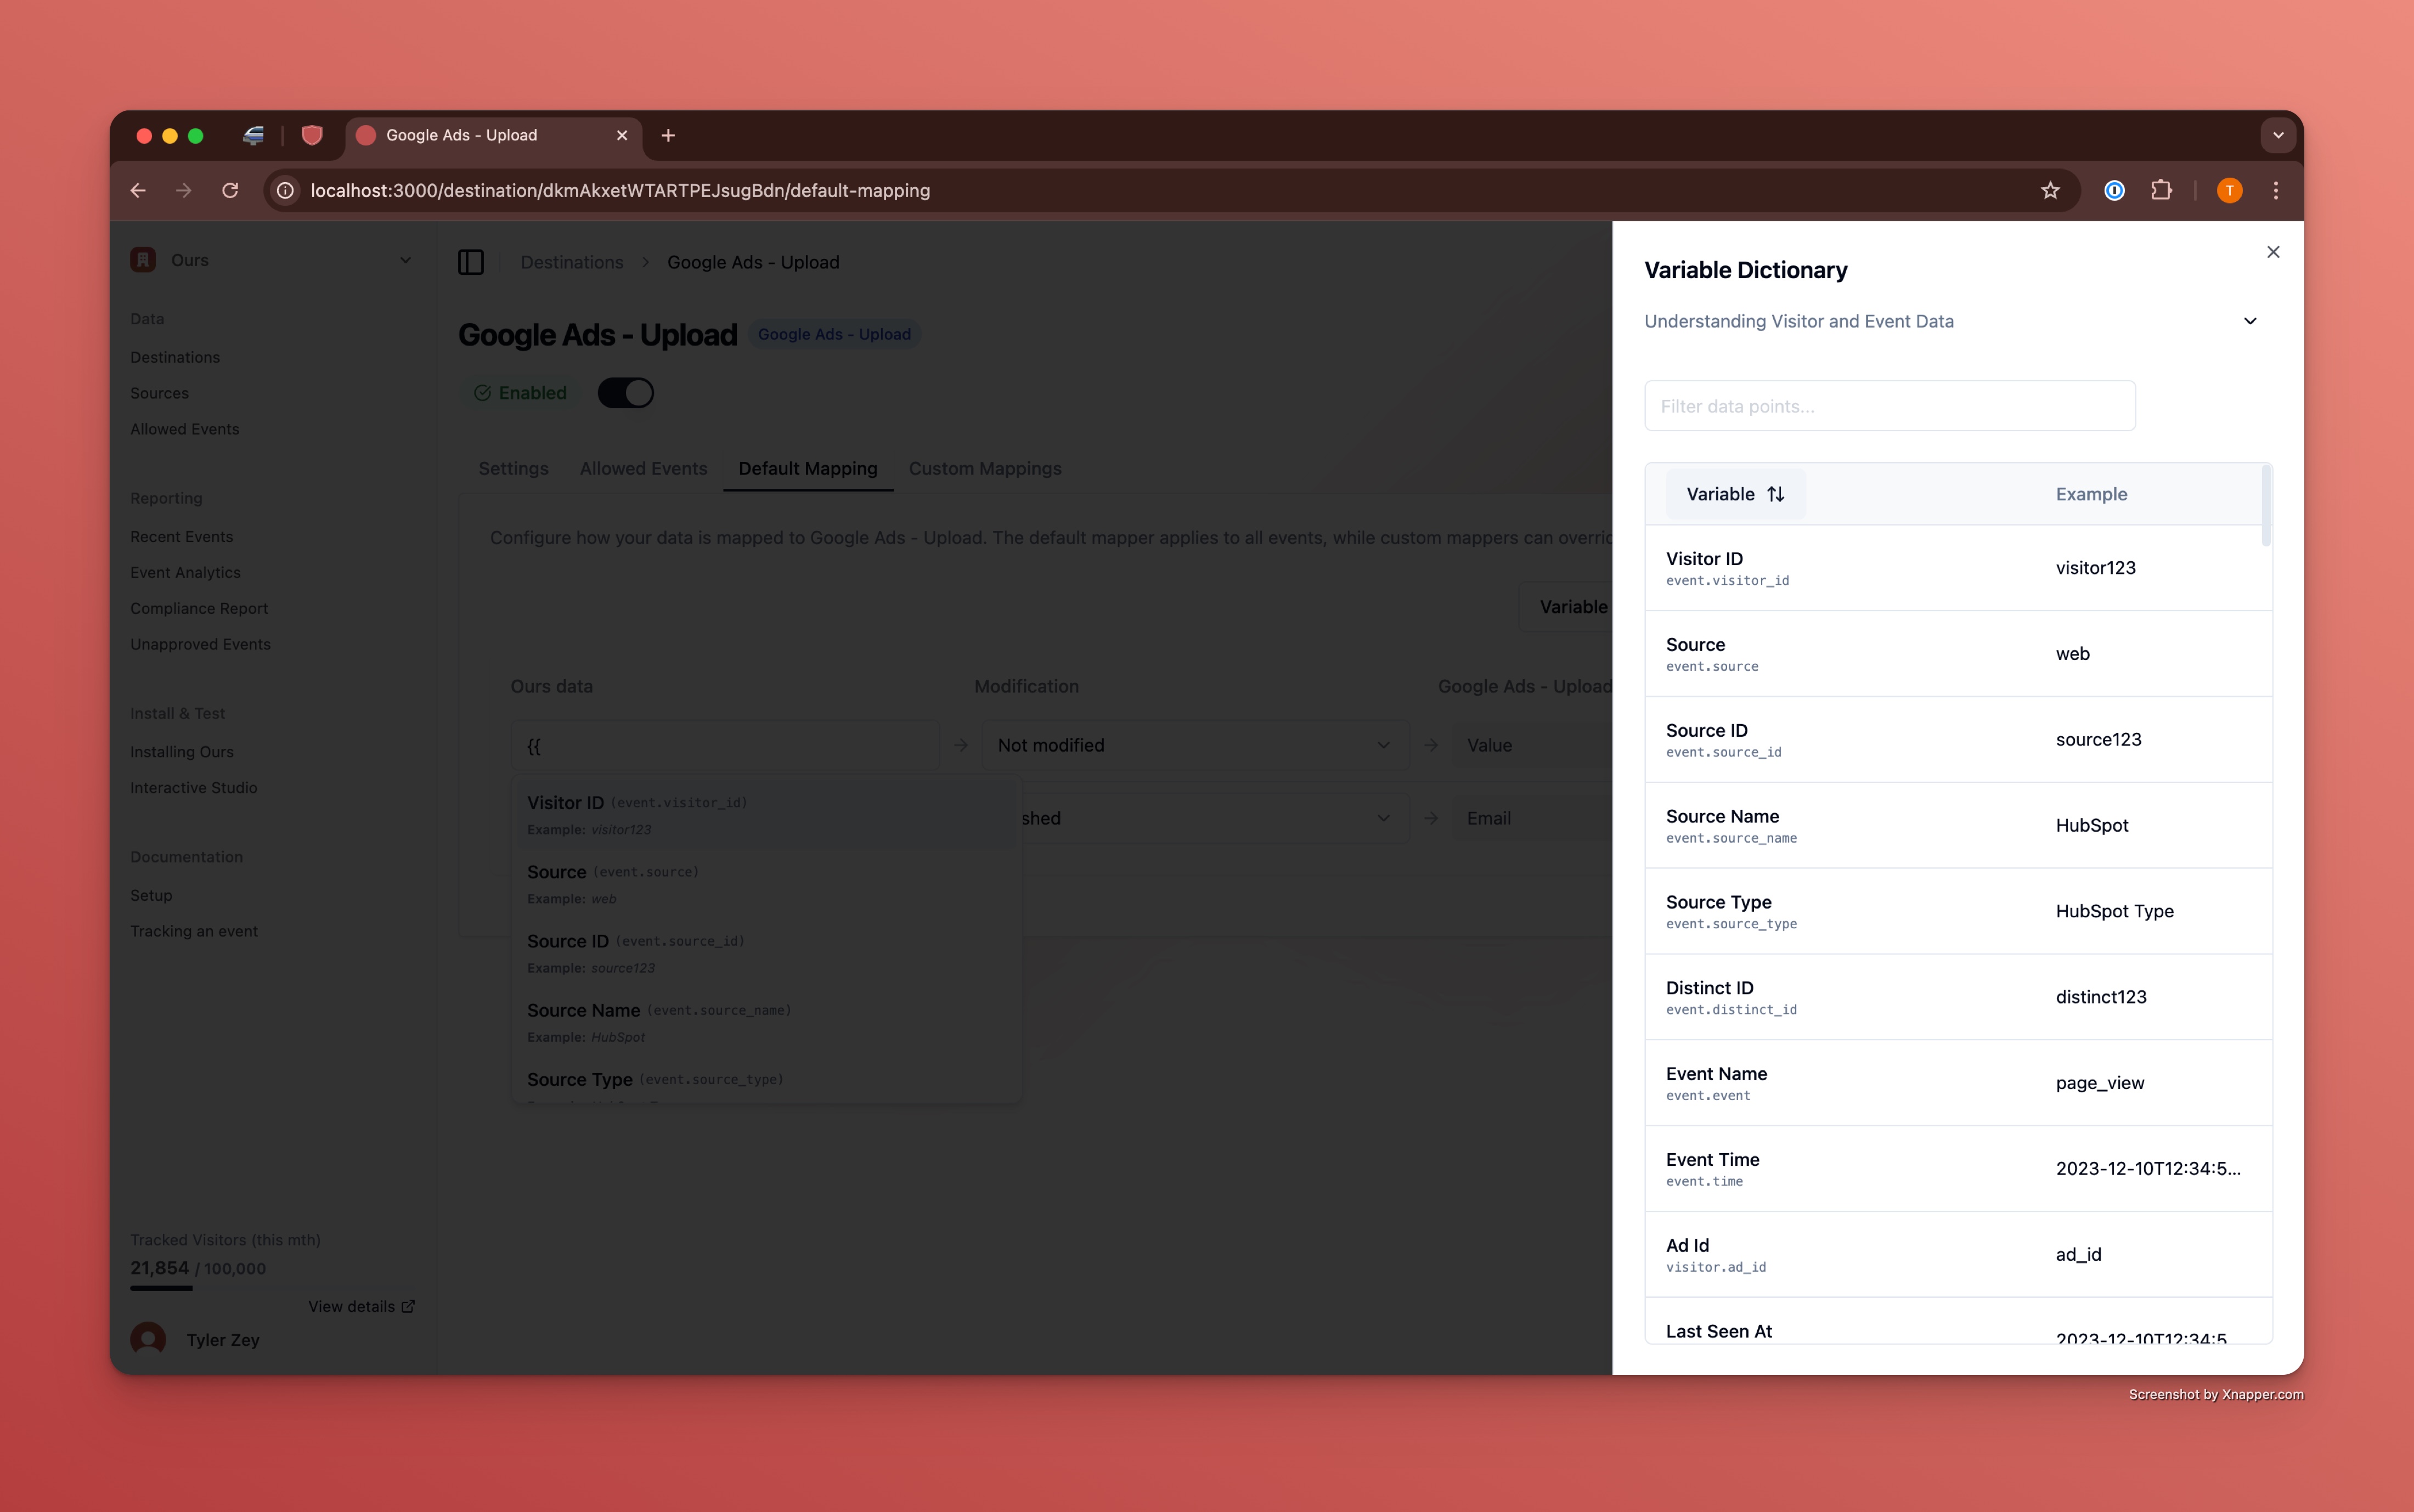 Google Ads - Upload
localhost:3000/destination/dkmAkxetWTARTPEJsugBdn/default-mapping
T
Ours
Data
Destinations
Sources
Allowed Events
Reporting
Recent Events
Event Analytics
Compliance Report
Unapproved Events
Install & Test
Installing Ours
Interactive Studio
Documentation
Setup
Tracking an event
Tracked Visitors (this mth)
21,854 / 100,000
View details
Tyler Zey
Destinations > Google Ads - Upload
Google Ads - Upload Google Ads - Upload
Enabled
Settings Allowed Events Default Mapping Custom Mappings
Configure how your data is mapped to Google Ads - Upload. The default mapper applies to all events, while custom mappers can
Variable
Ours data Modification Google Ads - Upload
{{ Not modified Value
shed Email
Visitor ID (event.visitor_id)
Example: visitor123
Source (event.source)
Example: web
Source ID (event.source_id)
Example: source123
Source Name (event.source_name)
Example: HubSpot
Source Type (event.source_type)
Variable Dictionary
Understanding Visitor and Event Data
Filter data points...
Variable Example
Visitor ID
event.visitor_id
visitor123
Source
event.source
web
Source ID
event.source_id
source123
Source Name
event.source_name
HubSpot
Source Type
event.source_type
HubSpot Type
Distinct ID
event.distinct_id
distinct123
Event Name
event.event
page_view
Event Time
event.time
2023-12-10T12:34:5...
Ad Id
visitor.ad_id
ad_id
Last Seen At
2023-12-10T12:34:5
Screenshot by Xnapper.com